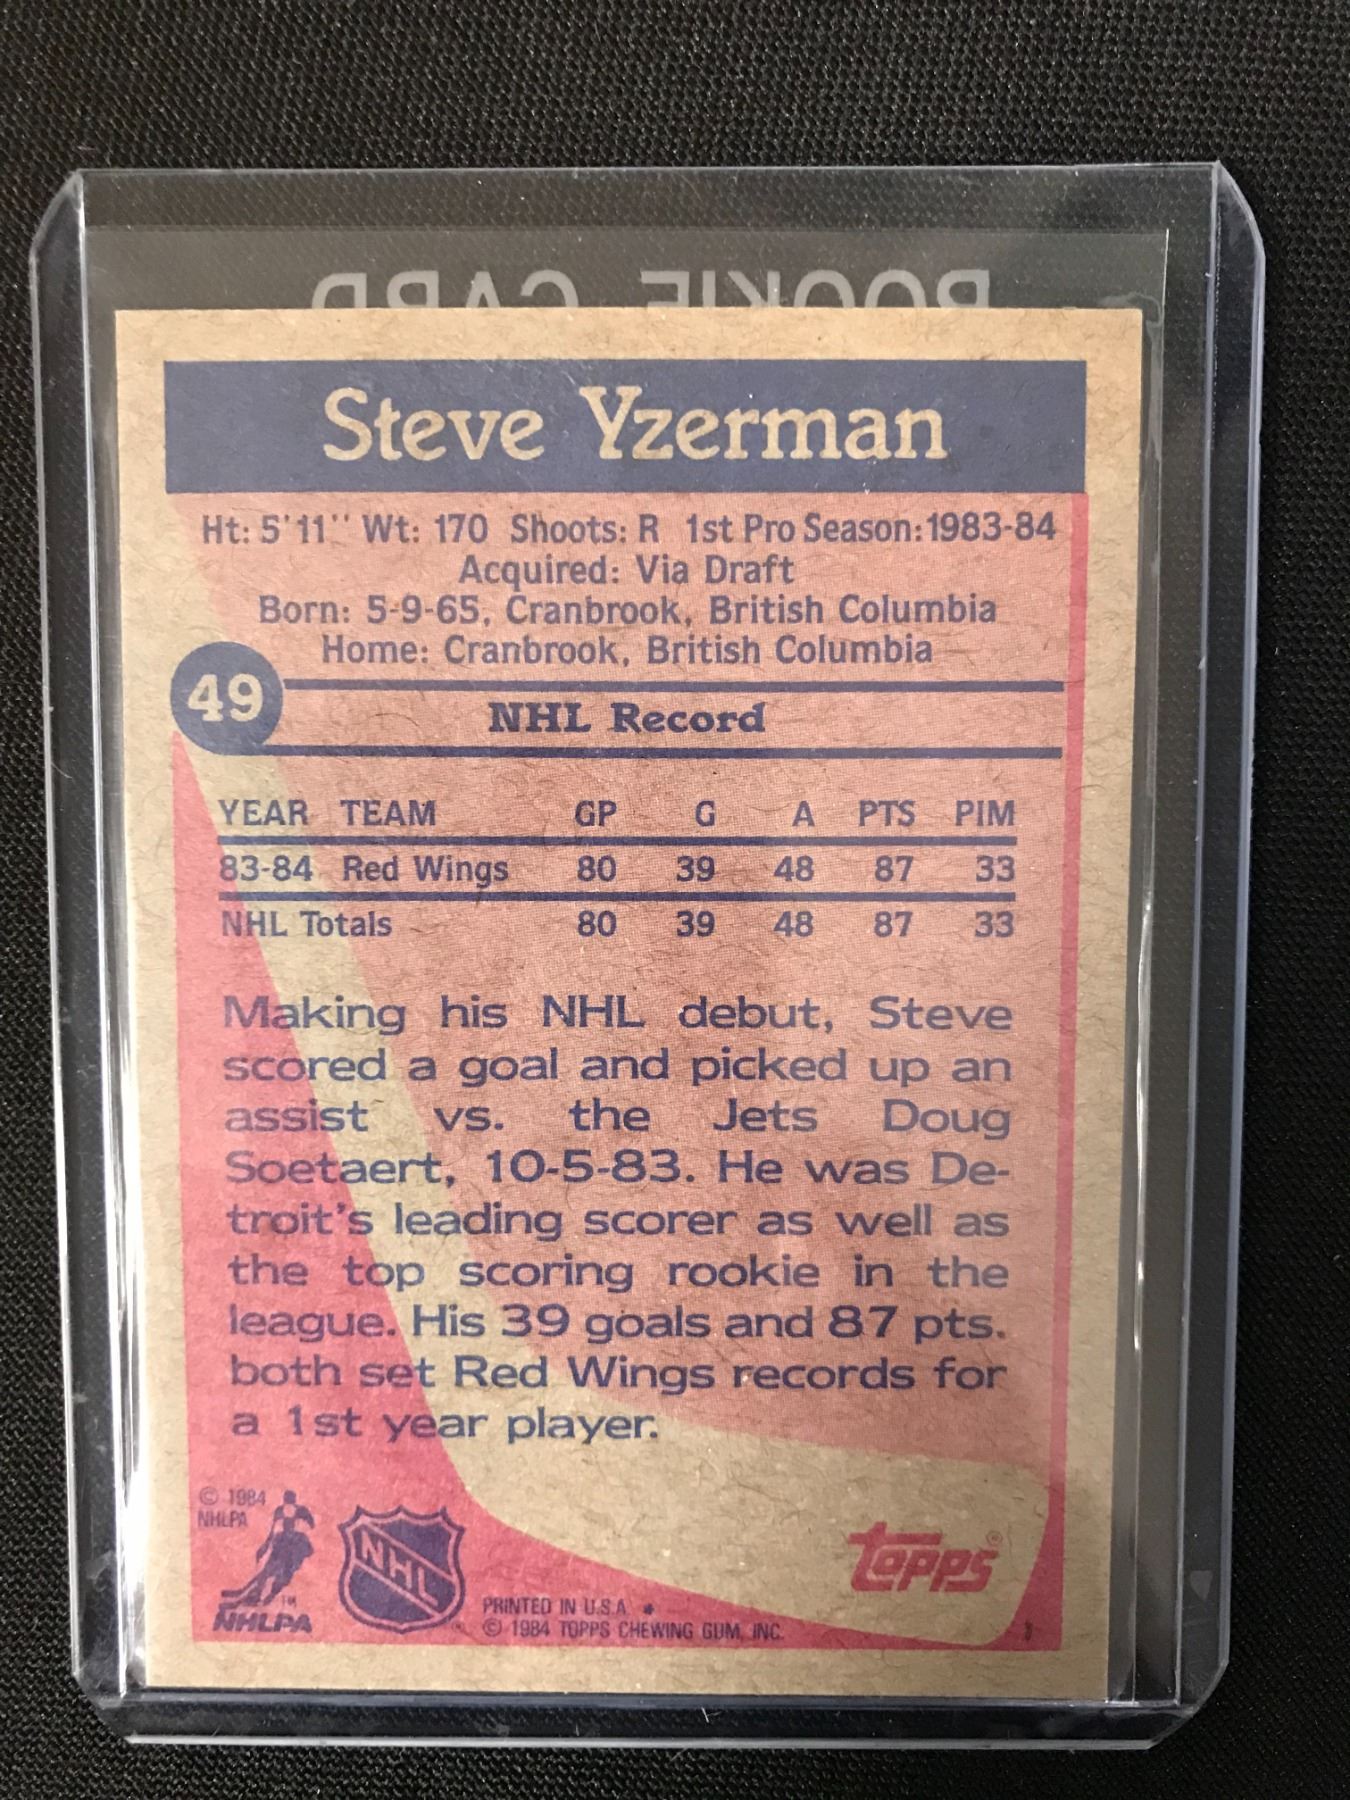 ROOKIE CARD
Steve Yzerman
Ht: 5'11'' Wt: 170 Shoots: R 1st Pro Season: 1983-84
Acquired: Via Draft
Born: 5-9-65, Cranbrook, British Columbia
Home: Cranbrook, British Columbia
49
NHL Record
YEAR TEAM GP G A PTS PIM
83-84 Red Wings 80 39 48 87 33
NHL Totals 80 39 48 87 33
Making his NHL debut, Steve
scored a goal and picked up an
assist vs. the Jets Doug
Soetaert, 10-5-83. He was De-
troit's leading scorer as well as
the top scoring rookie in the
league. His 39 goals and 87 pts.
both set Red Wings records for
a 1st year player.
© 1984
NHLPA
TM
NHLPA
NHL ®
PRINTED IN U.S.A. *
© 1984 TOPPS CHEWING GUM, INC.
topps®